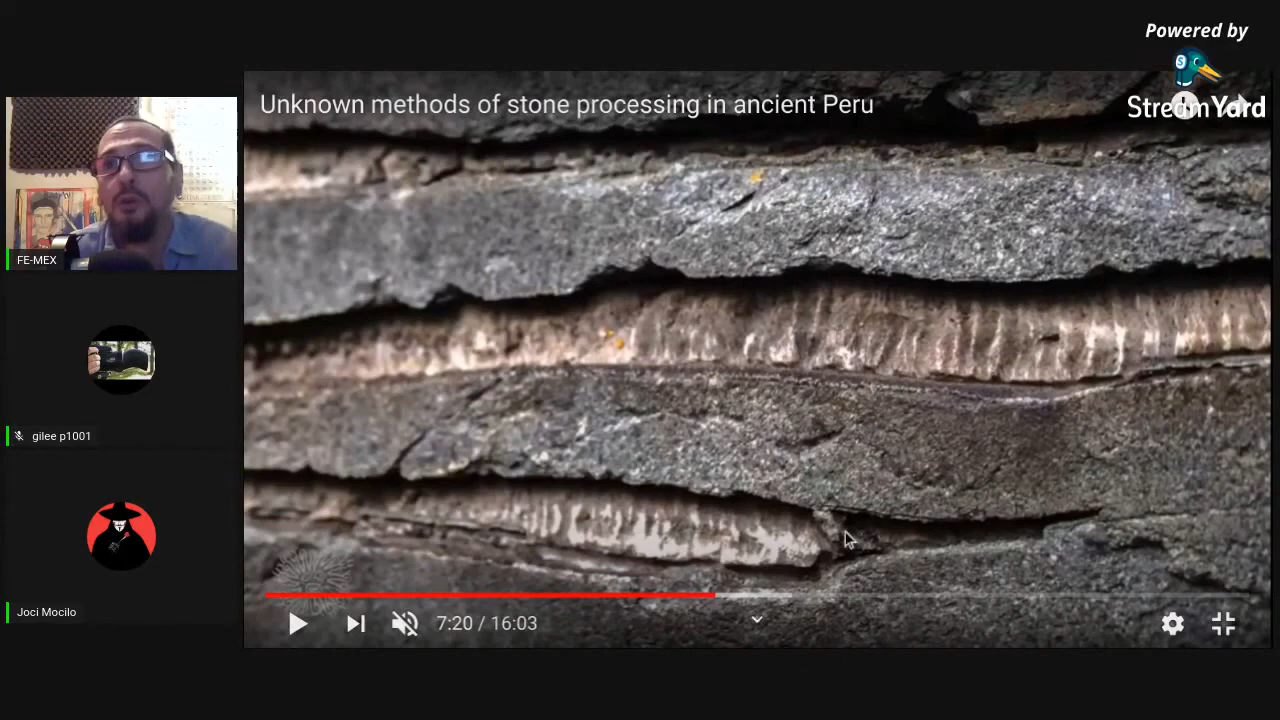 Powered by
StreamYard
Unknown methods of stone processing in ancient Peru
FE-MEX
gilee p1001
Joci Mocilo
7:20 / 16:03